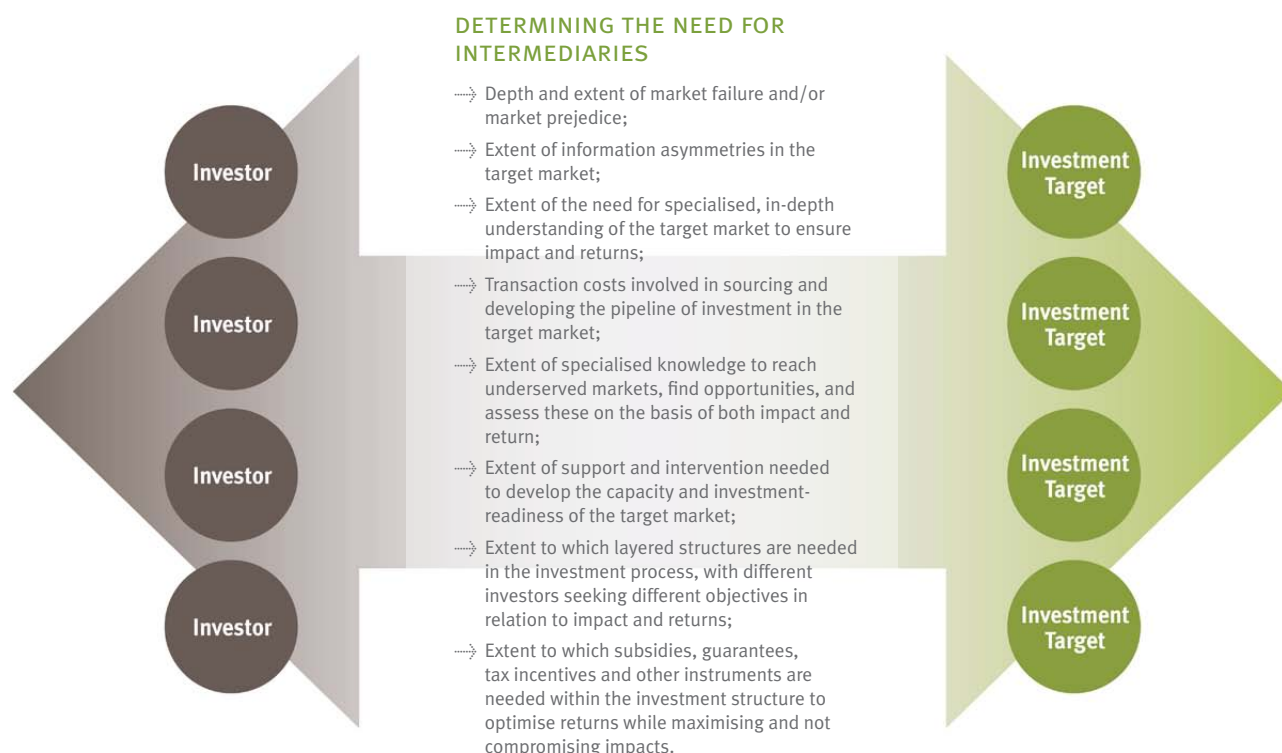 DETERMINING THE NEED FOR
INTERMEDIARIES
Depth and extent of market failure and/or
market prejedice;
Extent of information asymmetries in the
target market;
Extent of the need for specialised, in-depth
understanding of the target market to ensure
impact and returns;
Transaction costs involved in sourcing and
developing the pipeline of investment in the
target market;
Extent of specialised knowledge to reach
underserved markets, find opportunities, and
assess these on the basis of both impact and
return;
Extent of support and intervention needed
to develop the capacity and investment-
readiness of the target market;
Extent to which layered structures are needed
in the investment process, with different
investors seeking different objectives in
relation to impact and returns;
Extent to which subsidies, guarantees,
tax incentives and other instruments are
needed within the investment structure to
optimise returns while maximising and not
compromising impacts.
Investor
Investor
Investor
Investor
Investment
Target
Investment
Target
Investment
Target
Investment
Target